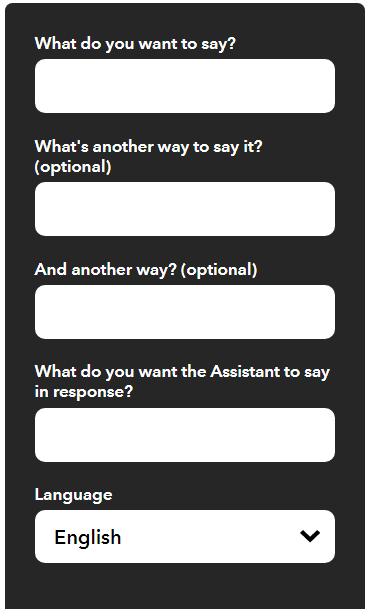 What do you want to say?
What's another way to say it?
(optional)
And another way? (optional)
What do you want the Assistant to say
in response?
Language
English